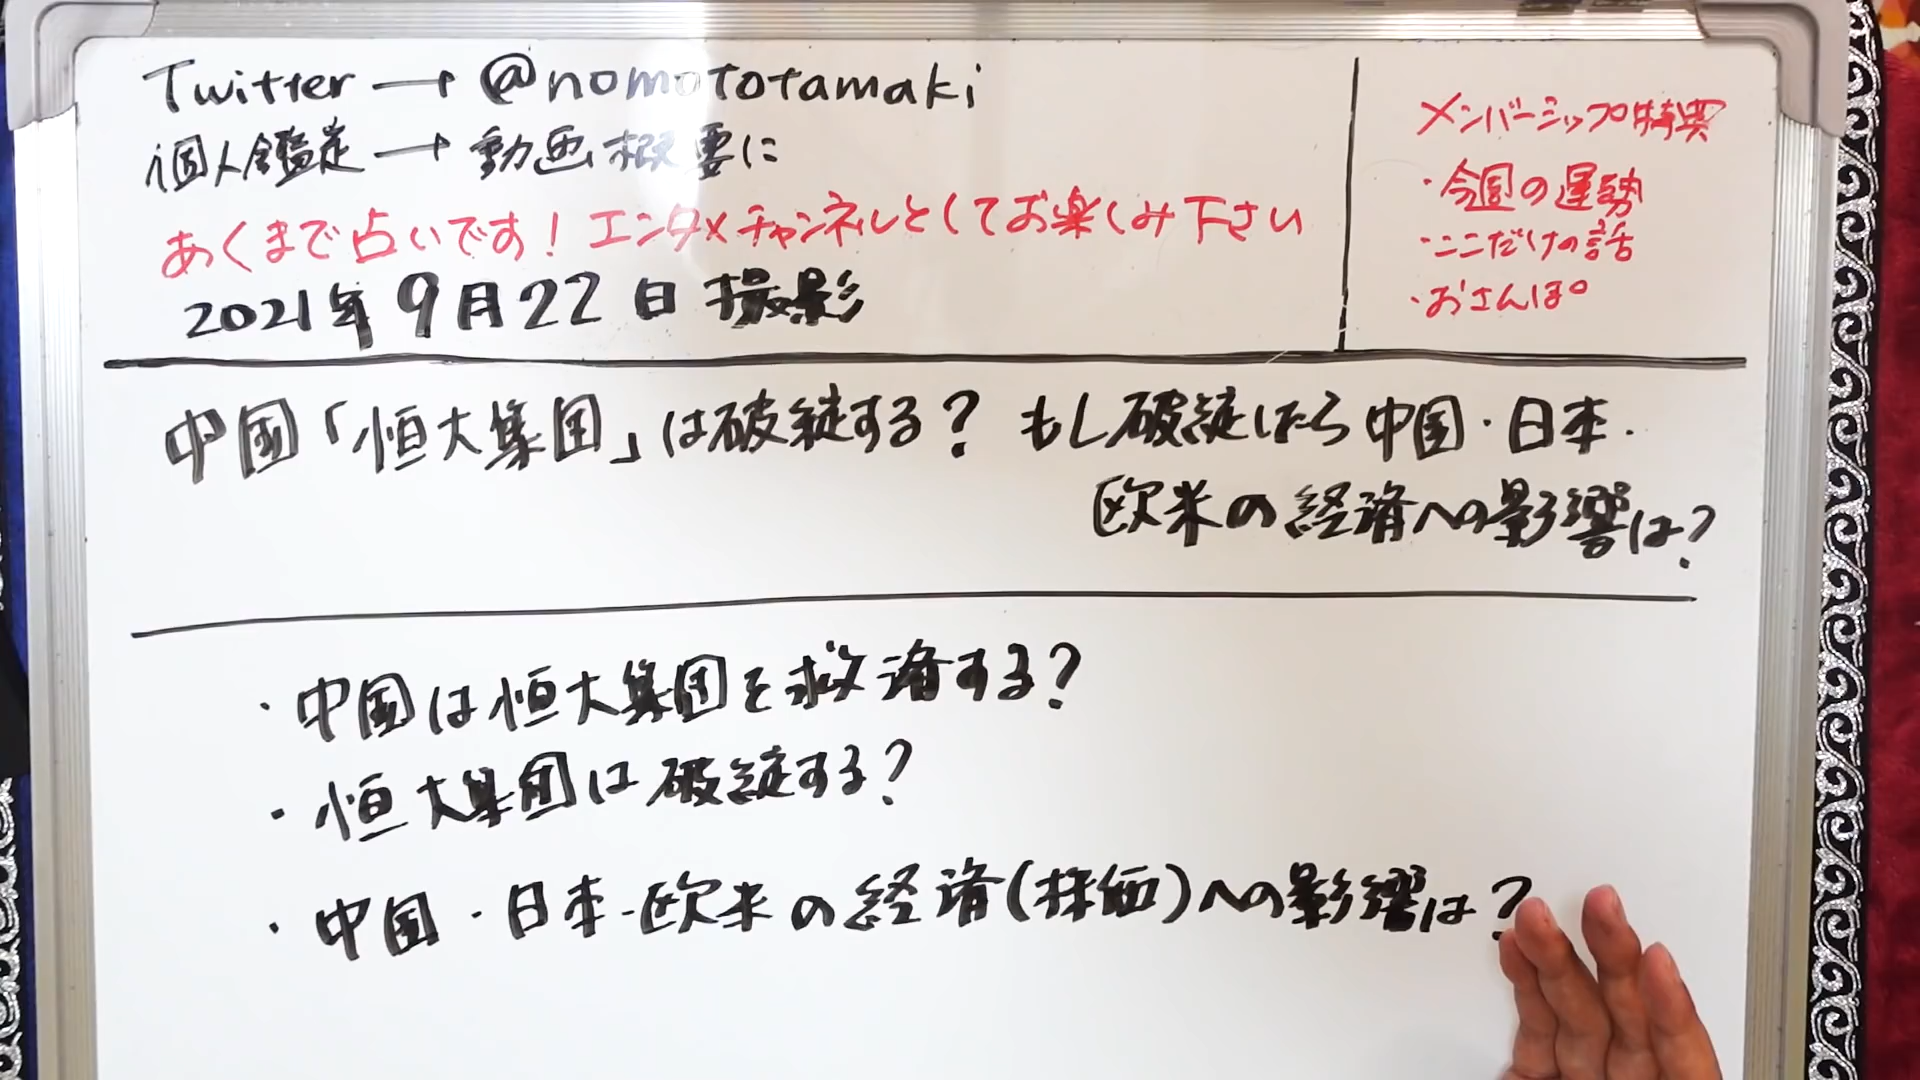 Twitter → @nomototamaki
個人鑑定 → 動画概要に
あくまで占いです！エンタメチャンネルとしてお楽しみ下さい
2021年9月22日撮影
メンバーシップ特典
・今週の運勢
・ここだけの話
・おさんぽ
中国「恒大集団」は破綻する？もし破綻したら中国・日本・
欧米の経済への影響は？
・中国は恒大集団を救済する？
・恒大集団は破綻する？
・中国・日本・欧米の経済(株価)への影響は？